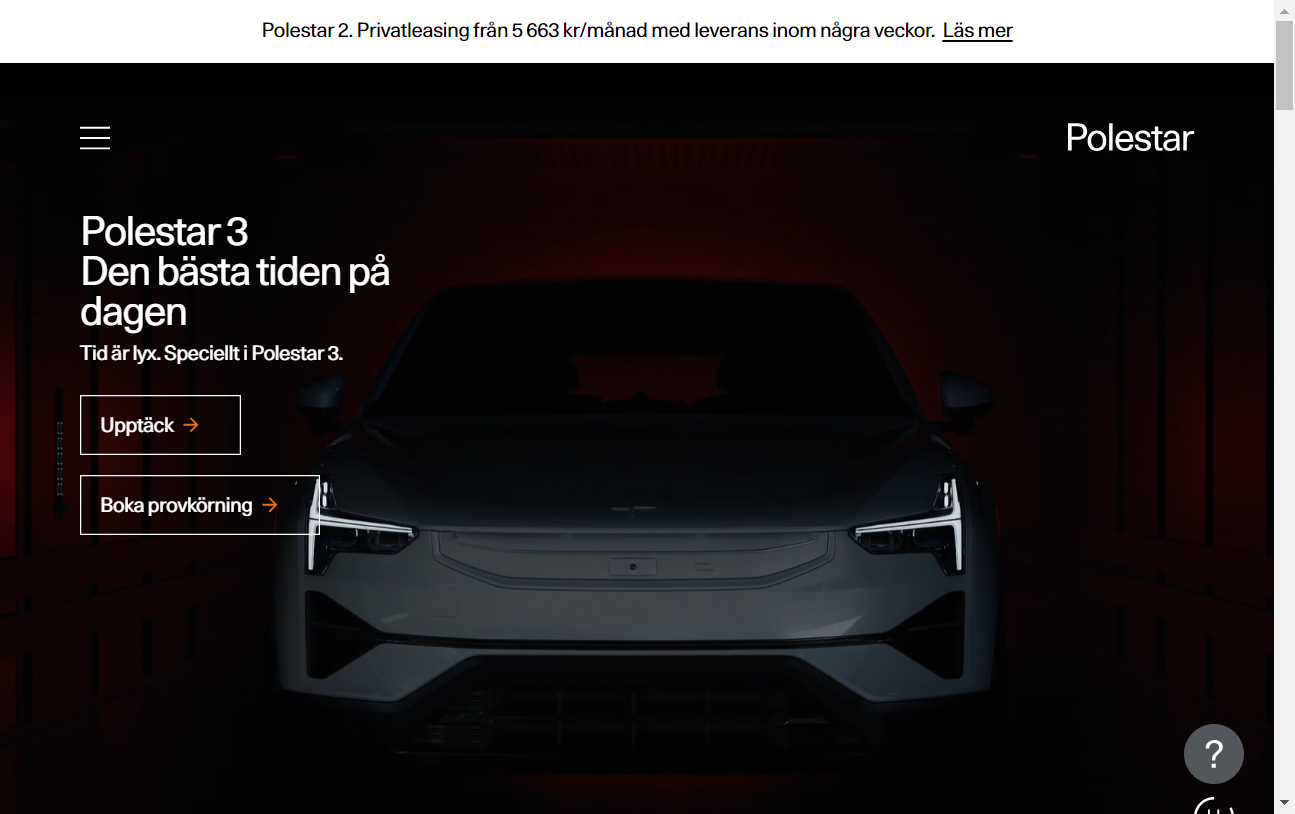 Polestar 2. Privatleasing från 5 663 kr/månad med leverans inom några veckor. Läs mer
Polestar
Polestar 3
Den bästa tiden på
dagen
Tid är lyx. Speciellt i Polestar 3.
Upptäck →
Boka provkörning →
?